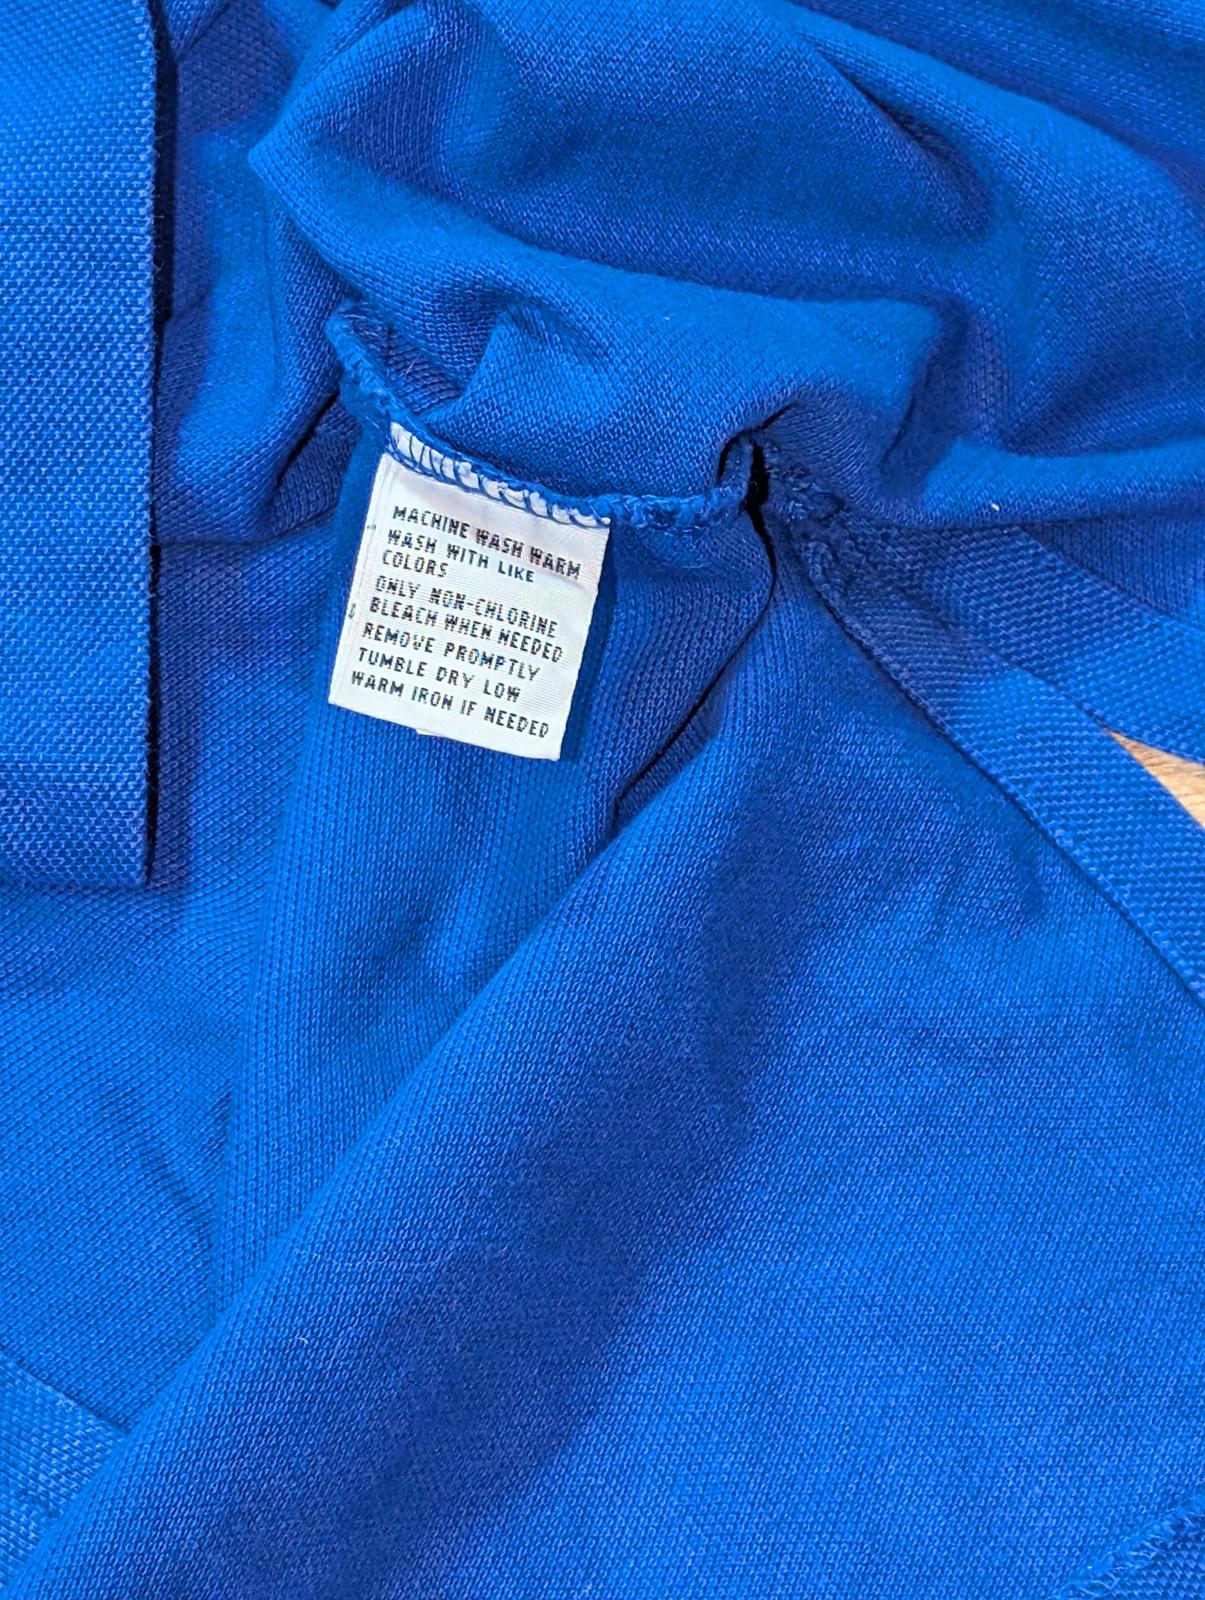 MACHINE WASH WARM
WASH WITH LIKE
COLORS
ONLY NON-CHLORINE
BLEACH WHEN NEEDED
REMOVE PROMPTLY
TUMBLE DRY LOW
WARM IRON IF NEEDED